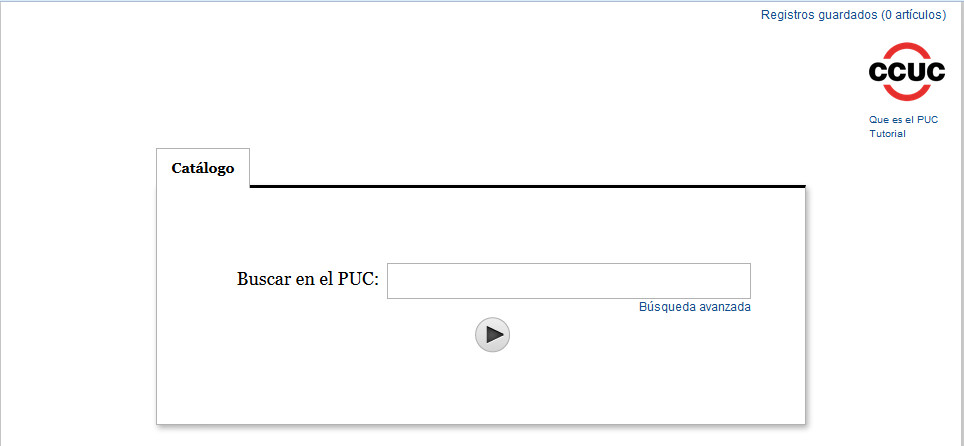 Registros guardados (0 artículos)
CCUC
Que es el PUC
Tutorial
Catálogo
Buscar en el PUC:
Búsqueda avanzada